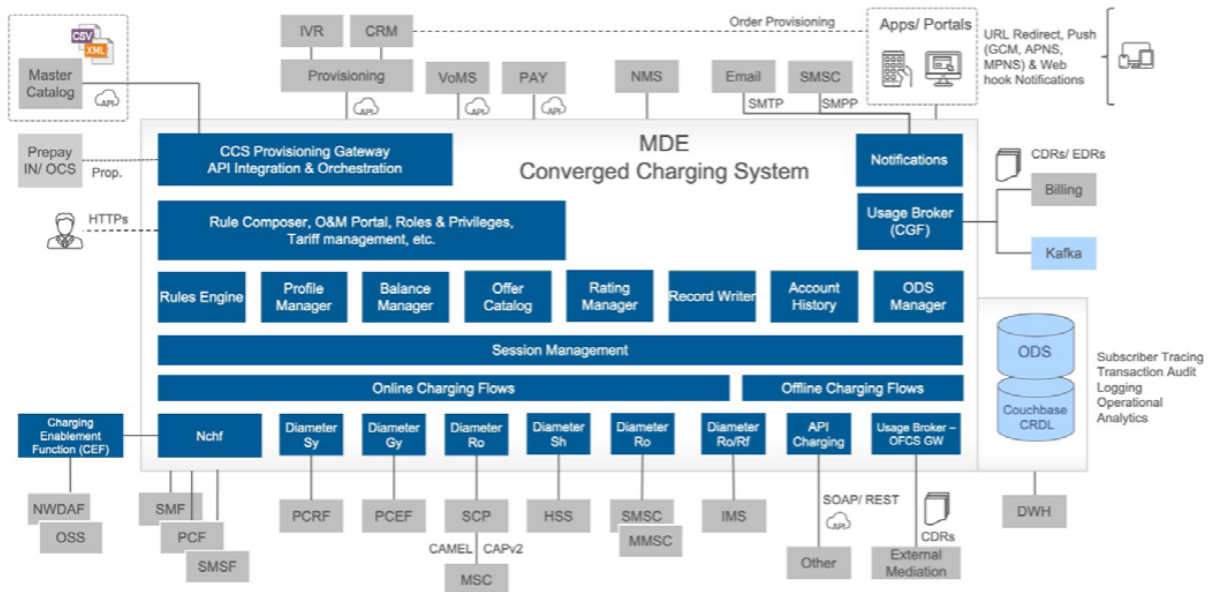 CSV
XML
Master
Catalog
API
IVR
CRM
Provisioning
API
VoMS
API
PAY
API
NMS
Order Provisioning
Email
SMTP
SMSC
SMPP
Apps/ Portals
URL Redirect, Push
(GCM, APNS,
MPNS) & Web
hook Notifications
Prepay
IN/ OCS
Prop.
HTTPs
MDE
Converged Charging System
CCS Provisioning Gateway
API Integration & Orchestration
Notifications
CDRs/ EDRs
Rule Composer, O&M Portal, Roles & Privileges,
Tariff management, etc.
Usage Broker
(CGF)
Billing
Kafka
Rules Engine
Profile
Manager
Balance
Manager
Offer
Catalog
Rating
Manager
Record Writer
Account
History
ODS
Manager
Session Management
Online Charging Flows
Offline Charging Flows
ODS
Couchbase
CRDL
Subscriber Tracing
Transaction Audit
Logging
Operational
Analytics
Charging
Enablement
Function (CEF)
Nchf
Diameter
Sy
Diameter
Gy
Diameter
Ro
Diameter
Sh
Diameter
Ro
Diameter
Ro/Rf
API
Charging
Usage Broker –
OFCS GW
NWDAF
OSS
SMF
PCF
SMSF
PCRF
PCEF
SCP
CAMEL
CAPv2
MSC
HSS
SMSC
MMSC
IMS
SOAP/ REST
API
Other
CDRs
External
Mediation
DWH